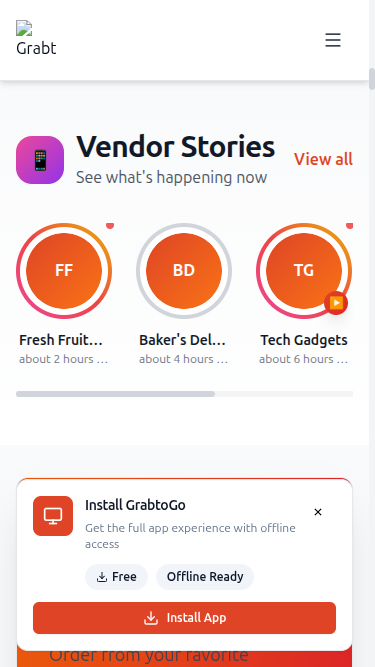 Grabt
Vendor Stories
See what's happening now
View all
FF
BD
TG
Fresh Fruit...
Baker's Del...
Tech Gadgets
about 2 hours ...
about 4 hours ...
about 6 hours ...
Install GrabtoGo
Get the full app experience with offline
access
Free
Offline Ready
Install App
Order from your favorite